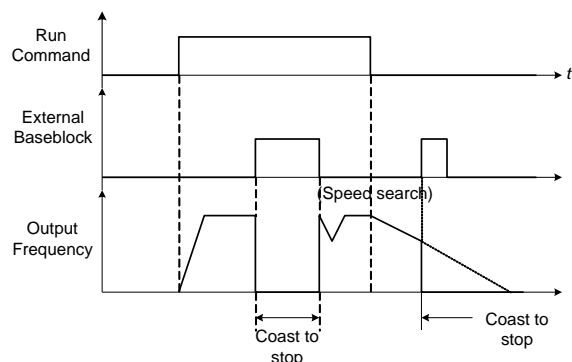 Run
Command
t
External
Baseblock
(Speed search)
Output
Frequency
Coast to
stop
Coast to
stop